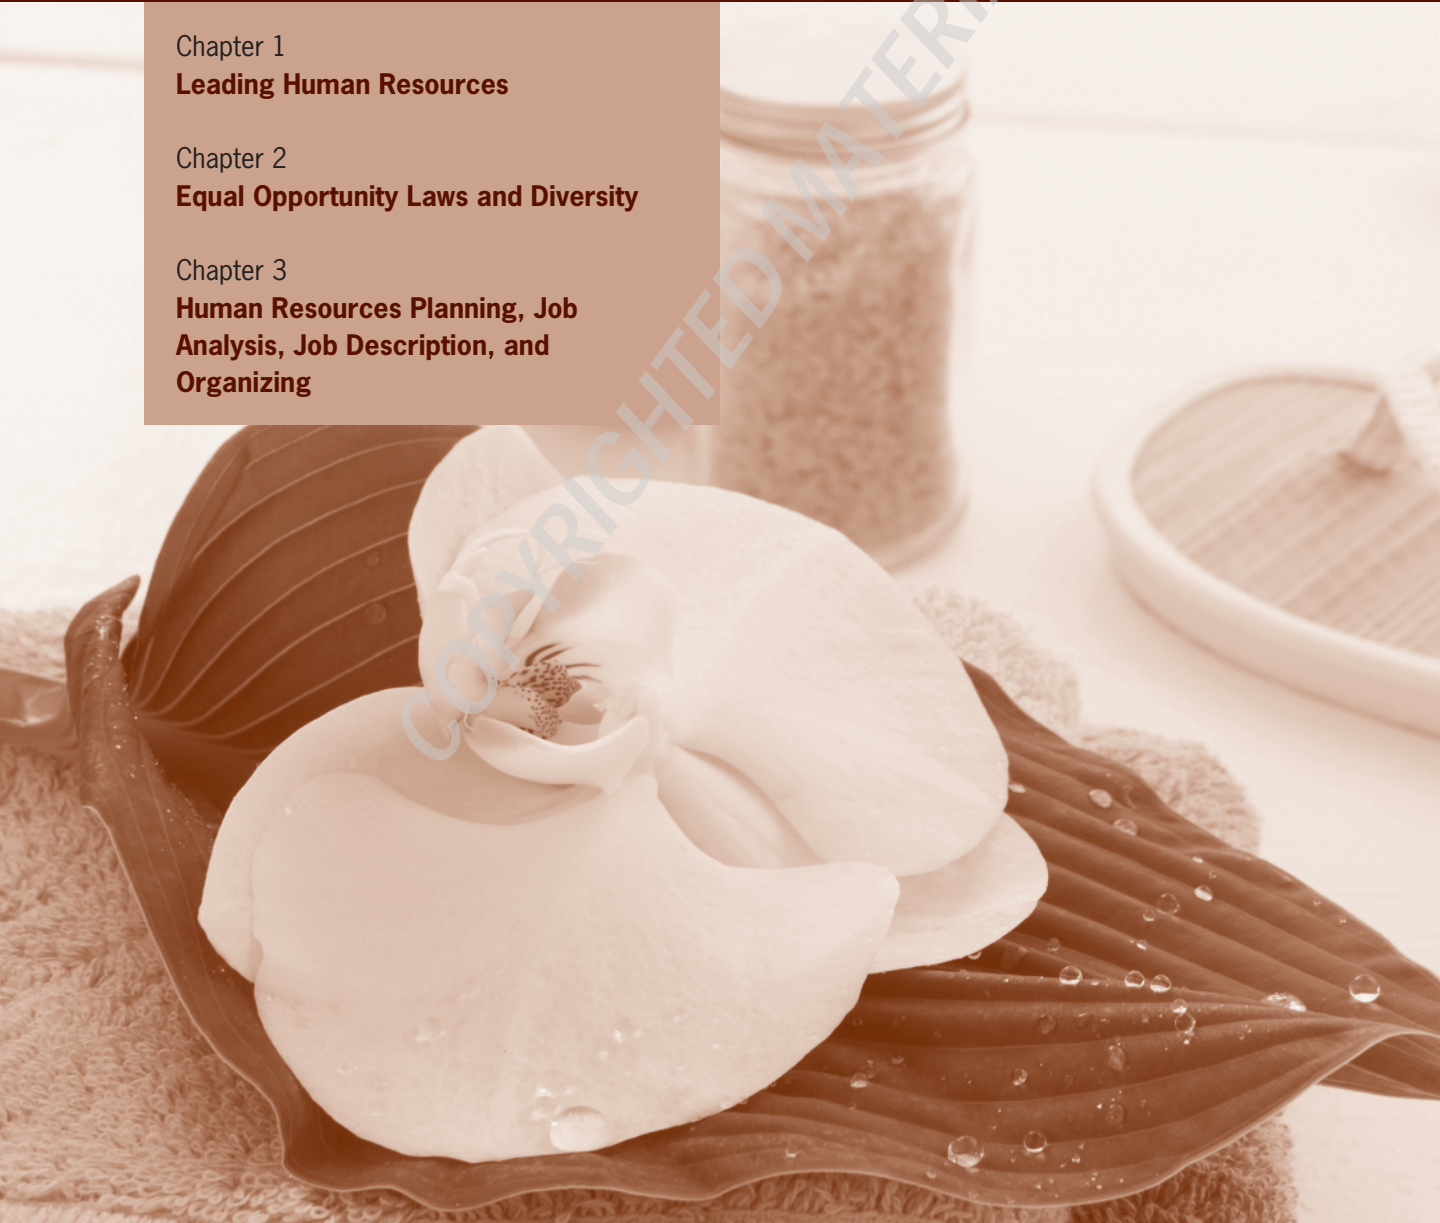 Chapter 1
Leading Human Resources
Chapter 2
Equal Opportunity Laws and Diversity
Chapter 3
Human Resources Planning, Job
Analysis, Job Description, and
Organizing
COPYRIGHTED MATERI